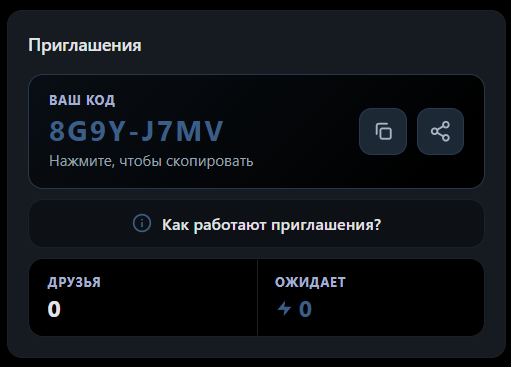 Приглашения
ВАШ КОД
8G9Y-J7MV
Нажмите, чтобы скопировать
Как работают приглашения?
ДРУЗЬЯ
0
ОЖИДАЕТ
0